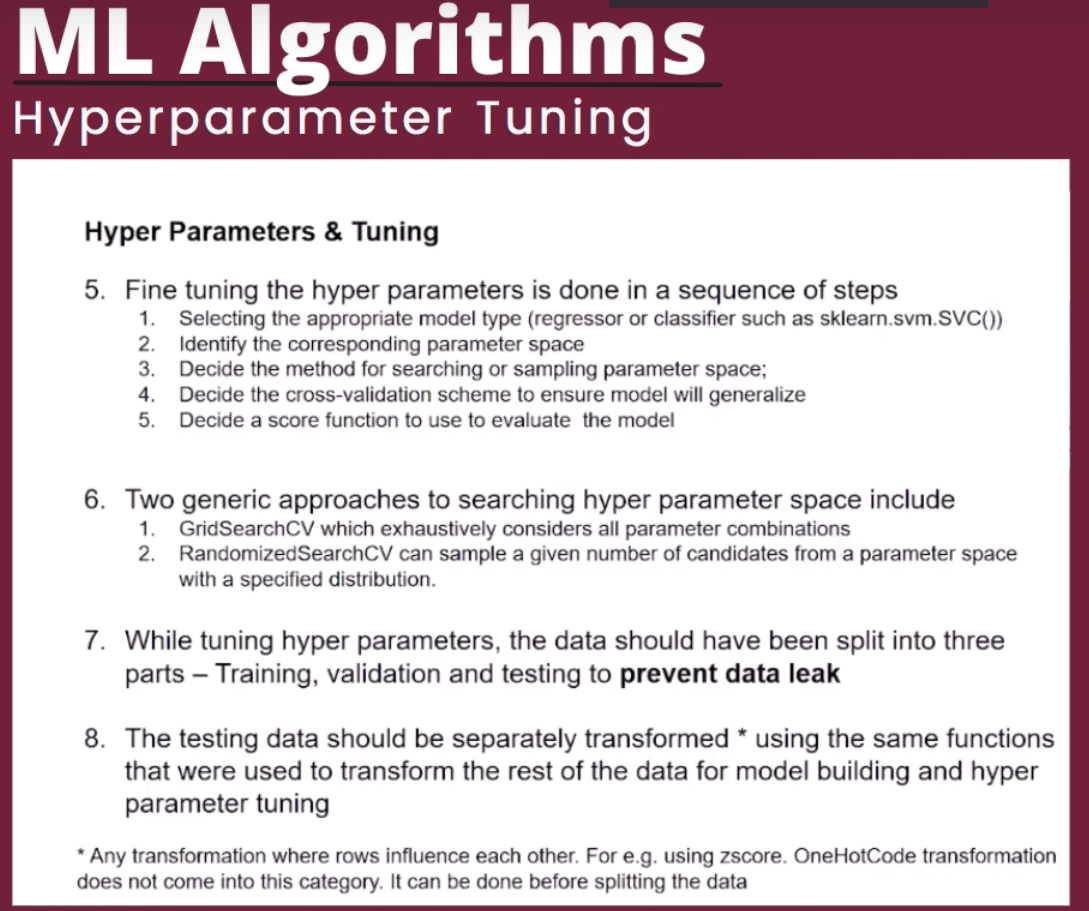 ML Algorithms
Hyperparameter Tuning
Hyper Parameters & Tuning
5. Fine tuning the hyper parameters is done in a sequence of steps
1. Selecting the appropriate model type (regressor or classifier such as sklearn.svm.SVC())
2. Identify the corresponding parameter space
3. Decide the method for searching or sampling parameter space;
4. Decide the cross-validation scheme to ensure model will generalize
5. Decide a score function to use to evaluate the model
6. Two generic approaches to searching hyper parameter space include
1. GridSearchCV which exhaustively considers all parameter combinations
2. RandomizedSearchCV can sample a given number of candidates from a parameter space
with a specified distribution.
7. While tuning hyper parameters, the data should have been split into three
parts – Training, validation and testing to prevent data leak
8. The testing data should be separately transformed * using the same functions
that were used to transform the rest of the data for model building and hyper
parameter tuning
* Any transformation where rows influence each other. For e.g. using zscore. OneHotCode transformation
does not come into this category. It can be done before splitting the data